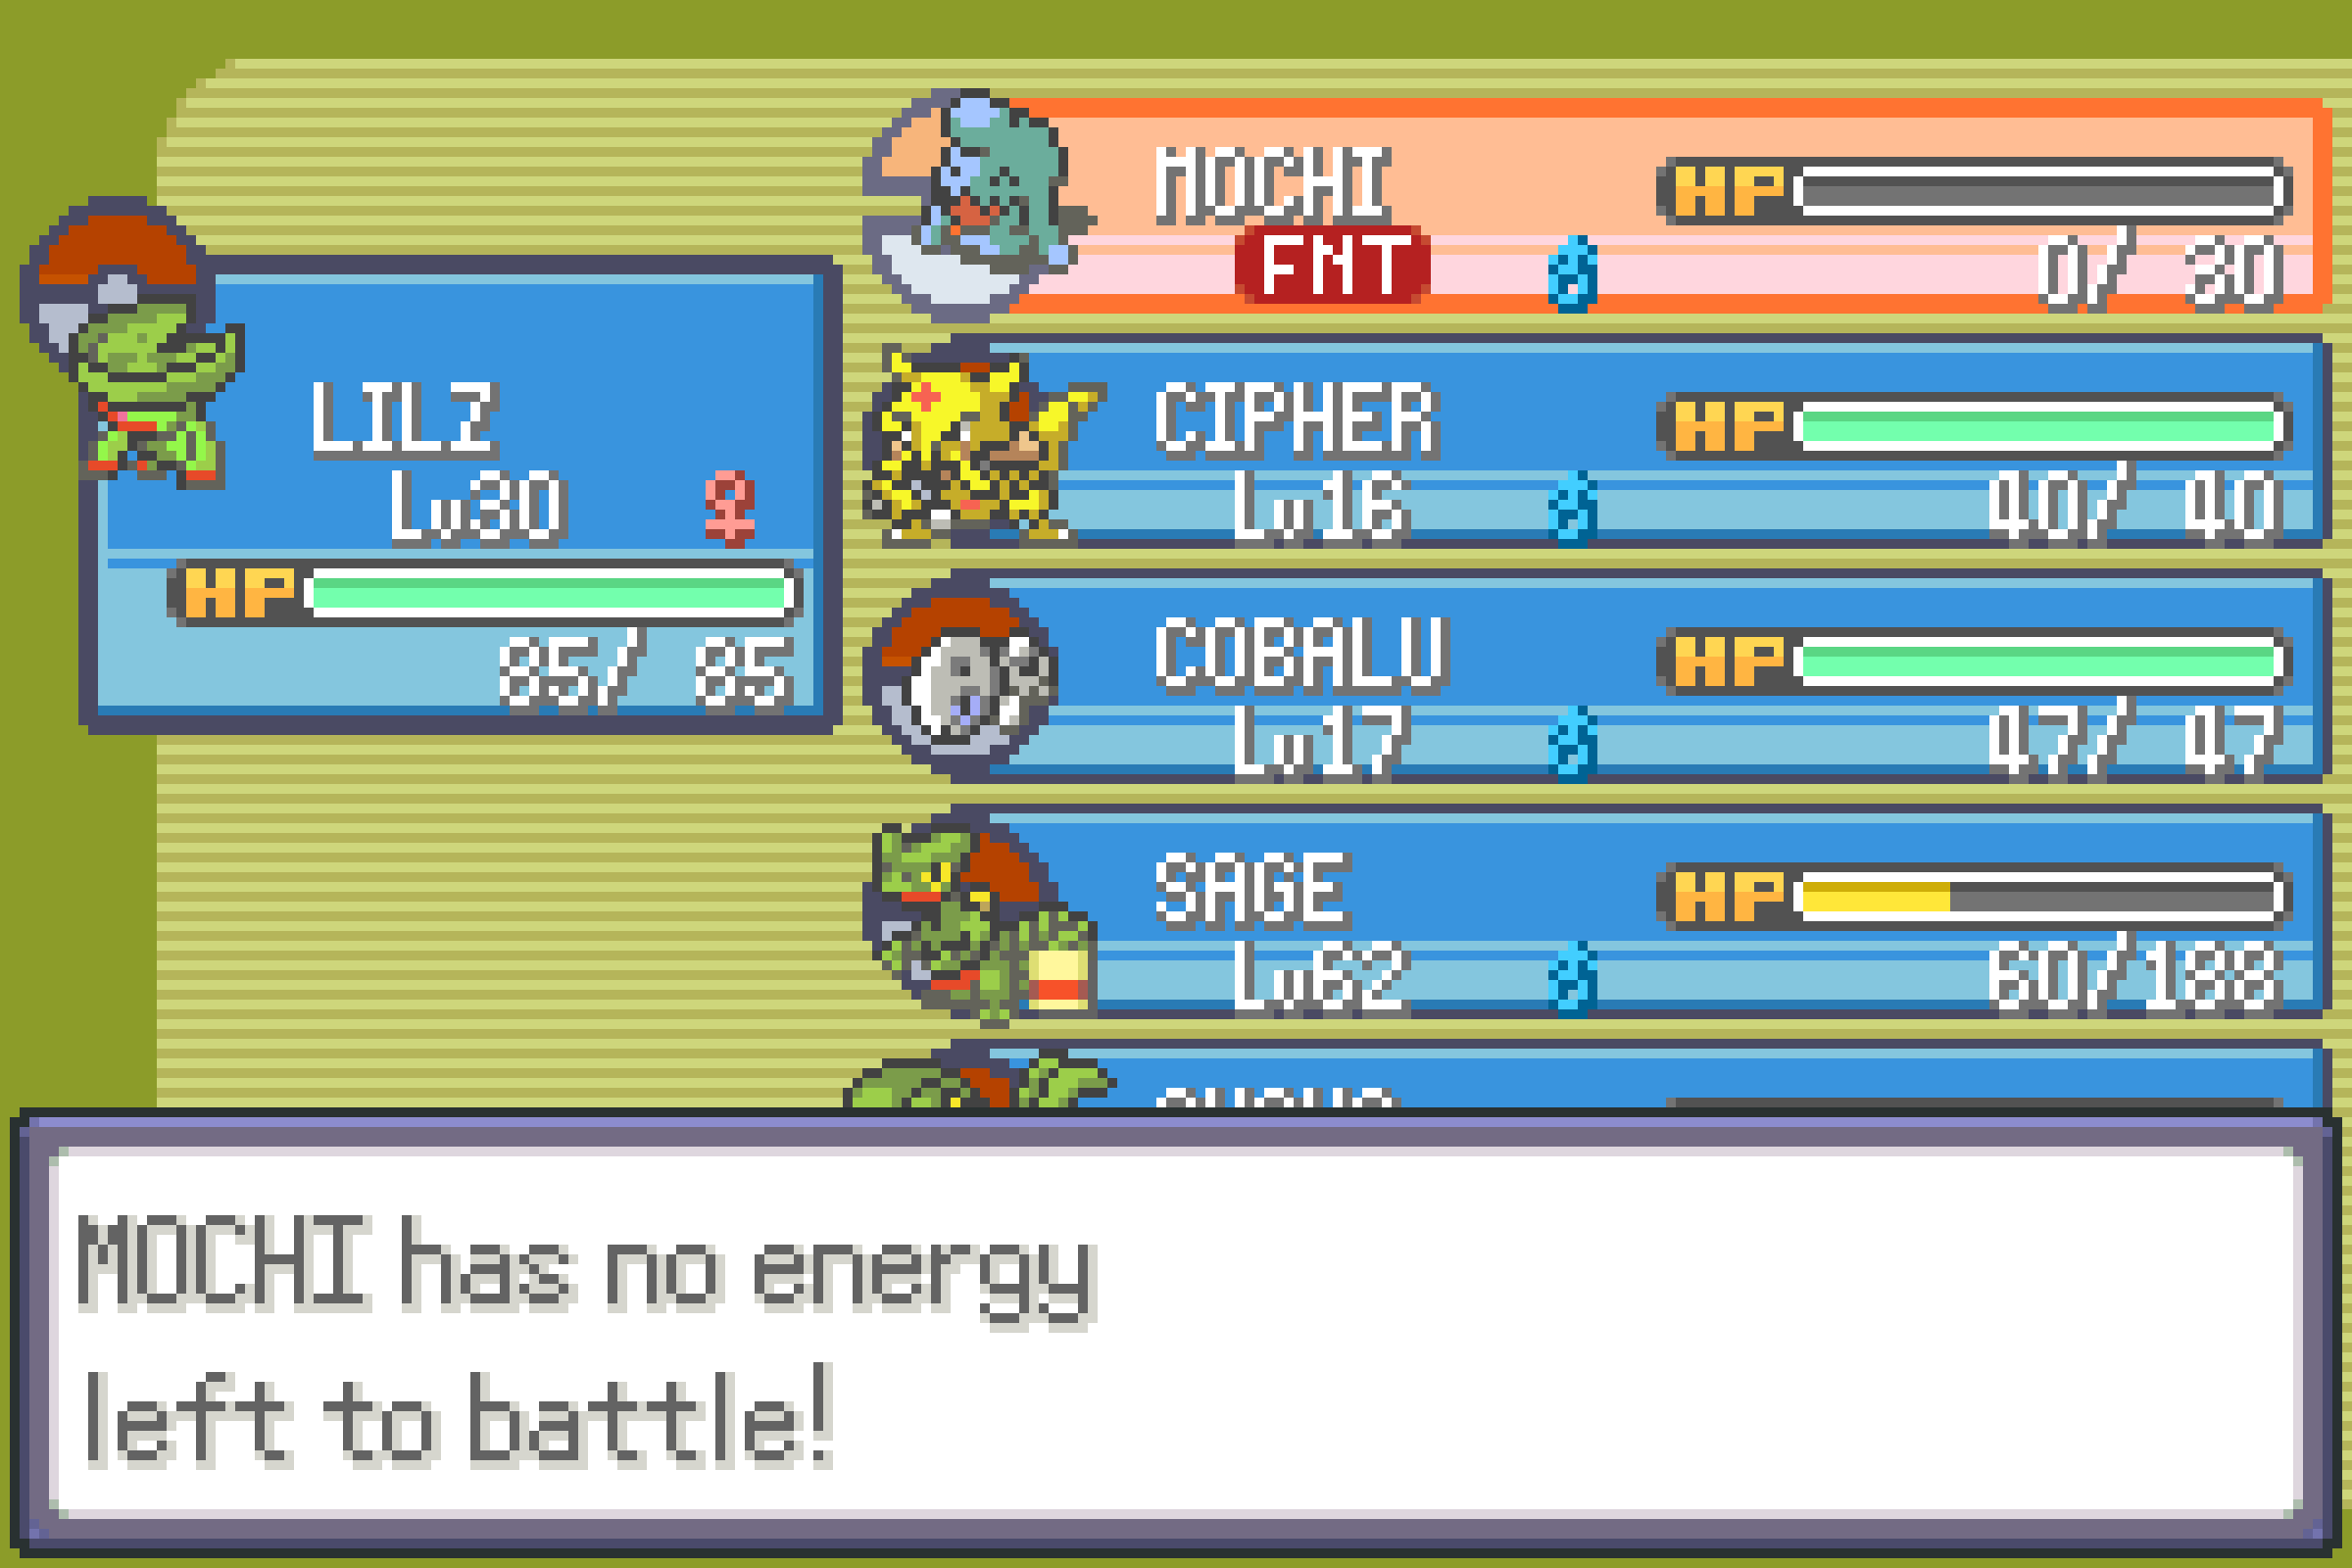 LILZ
Lv30 ♀
HP
85/ 85
MOCHI
HP
FNT ♂
0/ 30
CIPHER
HP
Lv16 ♂
40/ 40
COBALU
HP
Lv17 ♂
47/ 47
SAGE
HP
Lv62 ♂
60/188
MOCHI has no energy
left to battle!